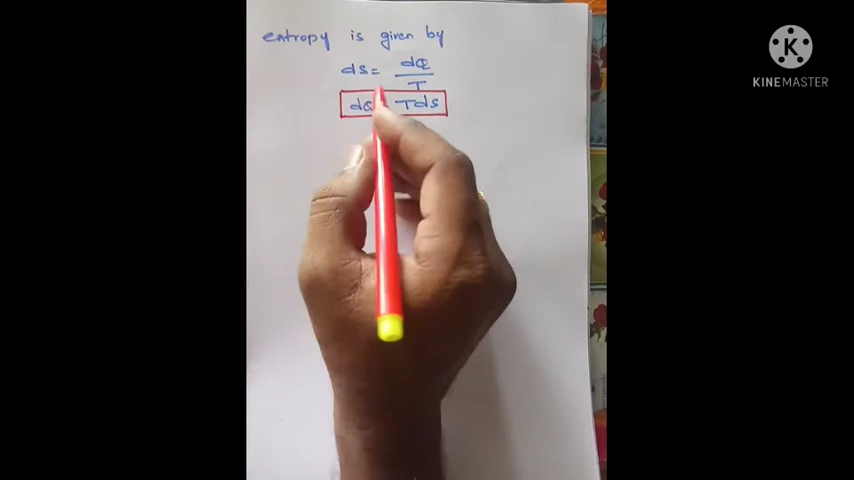 entropy is given by
ds = dQ / T
dQ Tds
K
KINEMASTER